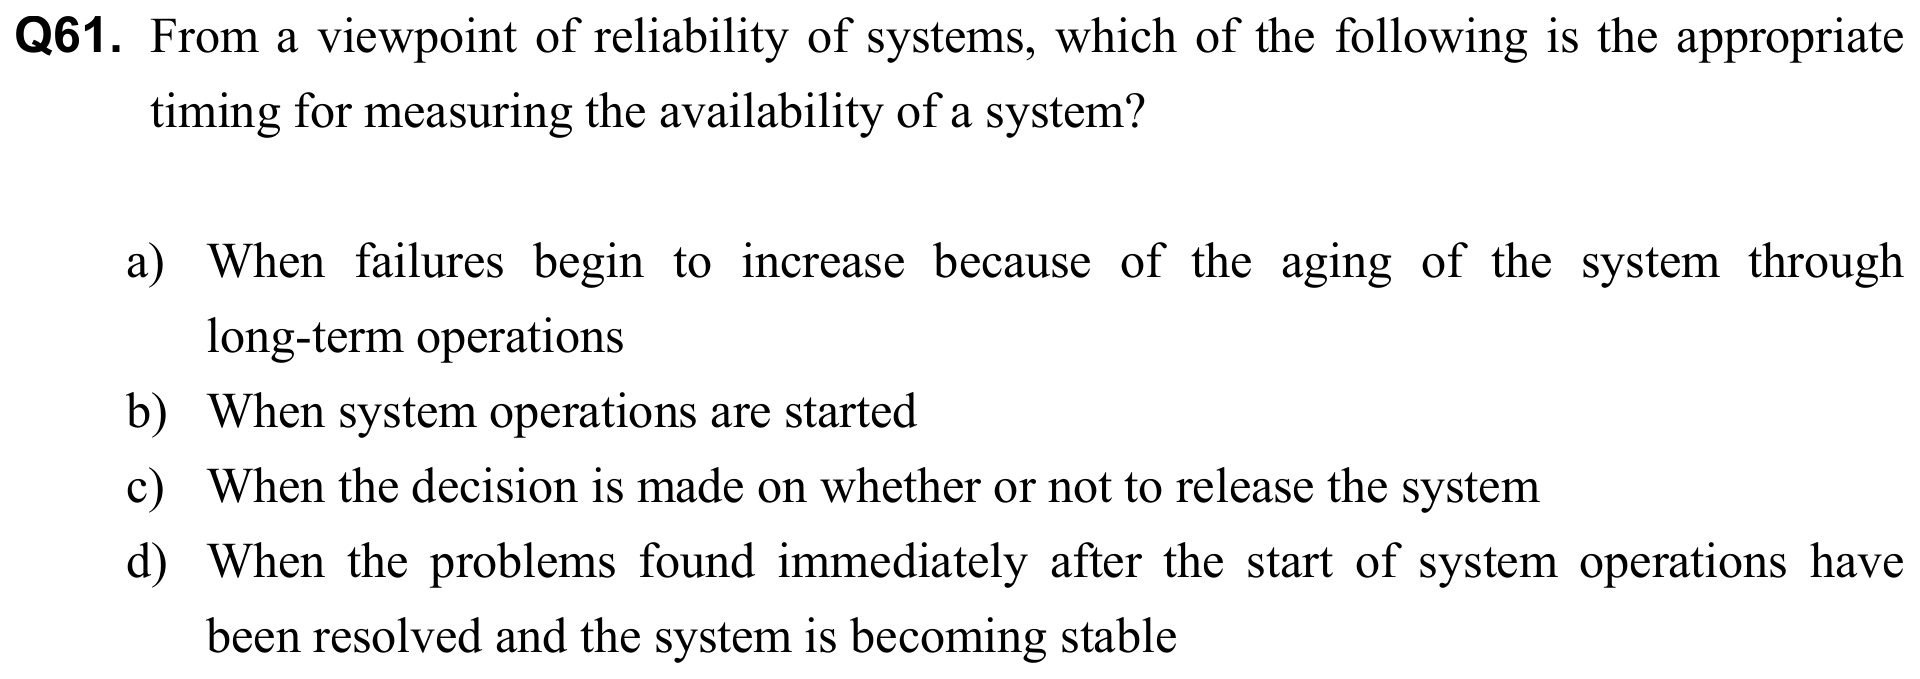 Q61. From a viewpoint of reliability of systems, which of the following is the appropriate
timing for measuring the availability of a system?
a) When failures begin to increase because of the aging of the system through
long-term operations
b) When system operations are started
c) When the decision is made on whether or not to release the system
d) When the problems found immediately after the start of system operations have
been resolved and the system is becoming stable